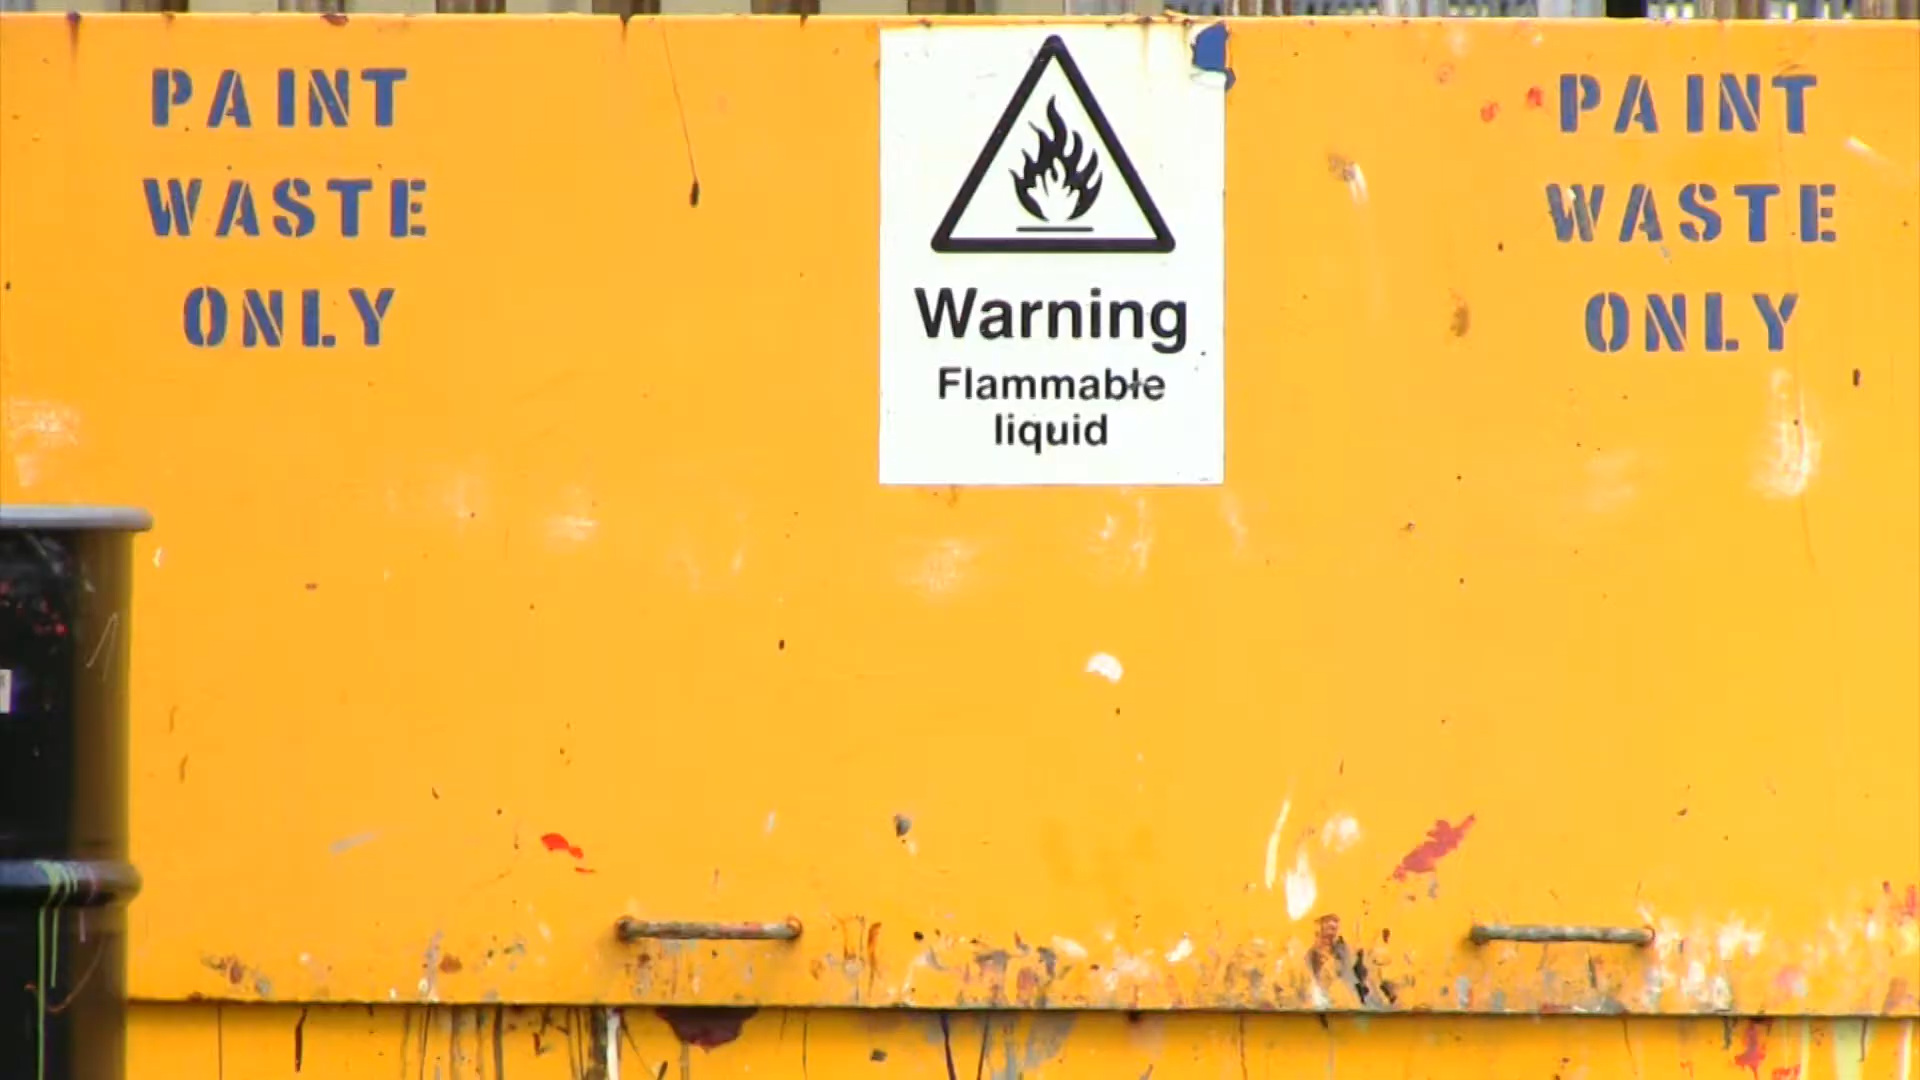 PAINT
WASTE
ONLY
Warning
Flammable
liquid
PAINT
WASTE
ONLY